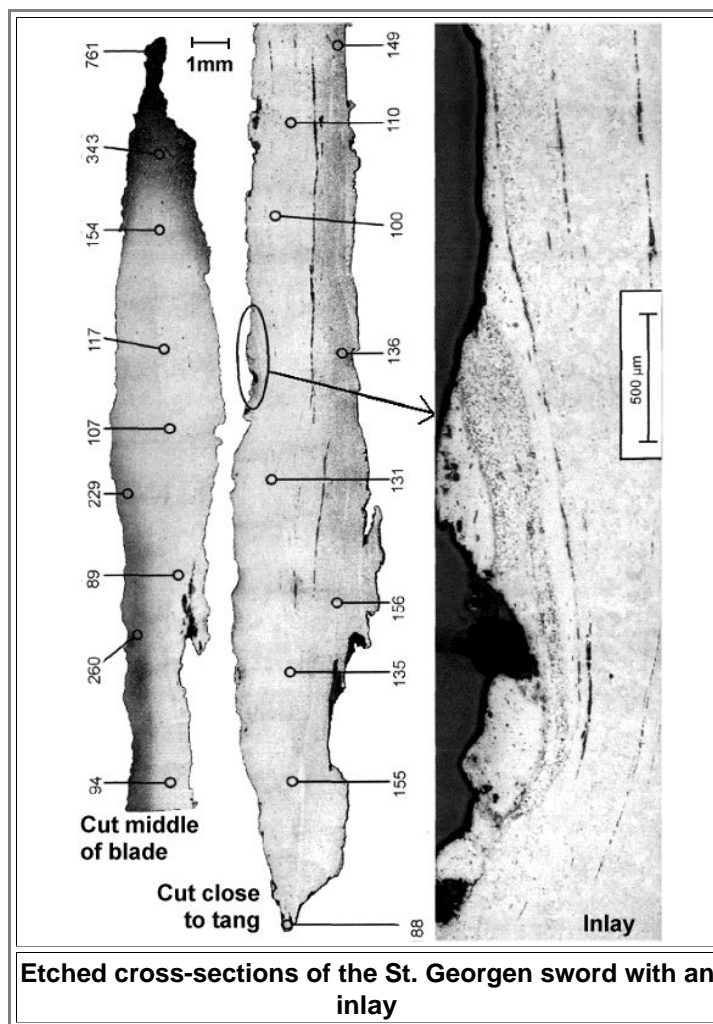 761
343
154
117
107
229
89
260
94
1mm
149
110
100
136
131
156
135
155
188
500 µm
Cut middle
of blade
Cut close
to tang
Inlay
Etched cross-sections of the St. Georgen sword with an
inlay